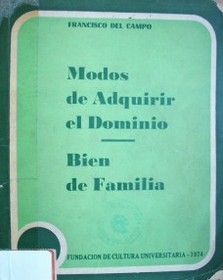 FRANCISCO DEL CAMPO
Modos
de Adquirir
el Dominio
Bien
de Familia
FUNDACION DE CULTURA UNIVERSITARIA - 1974